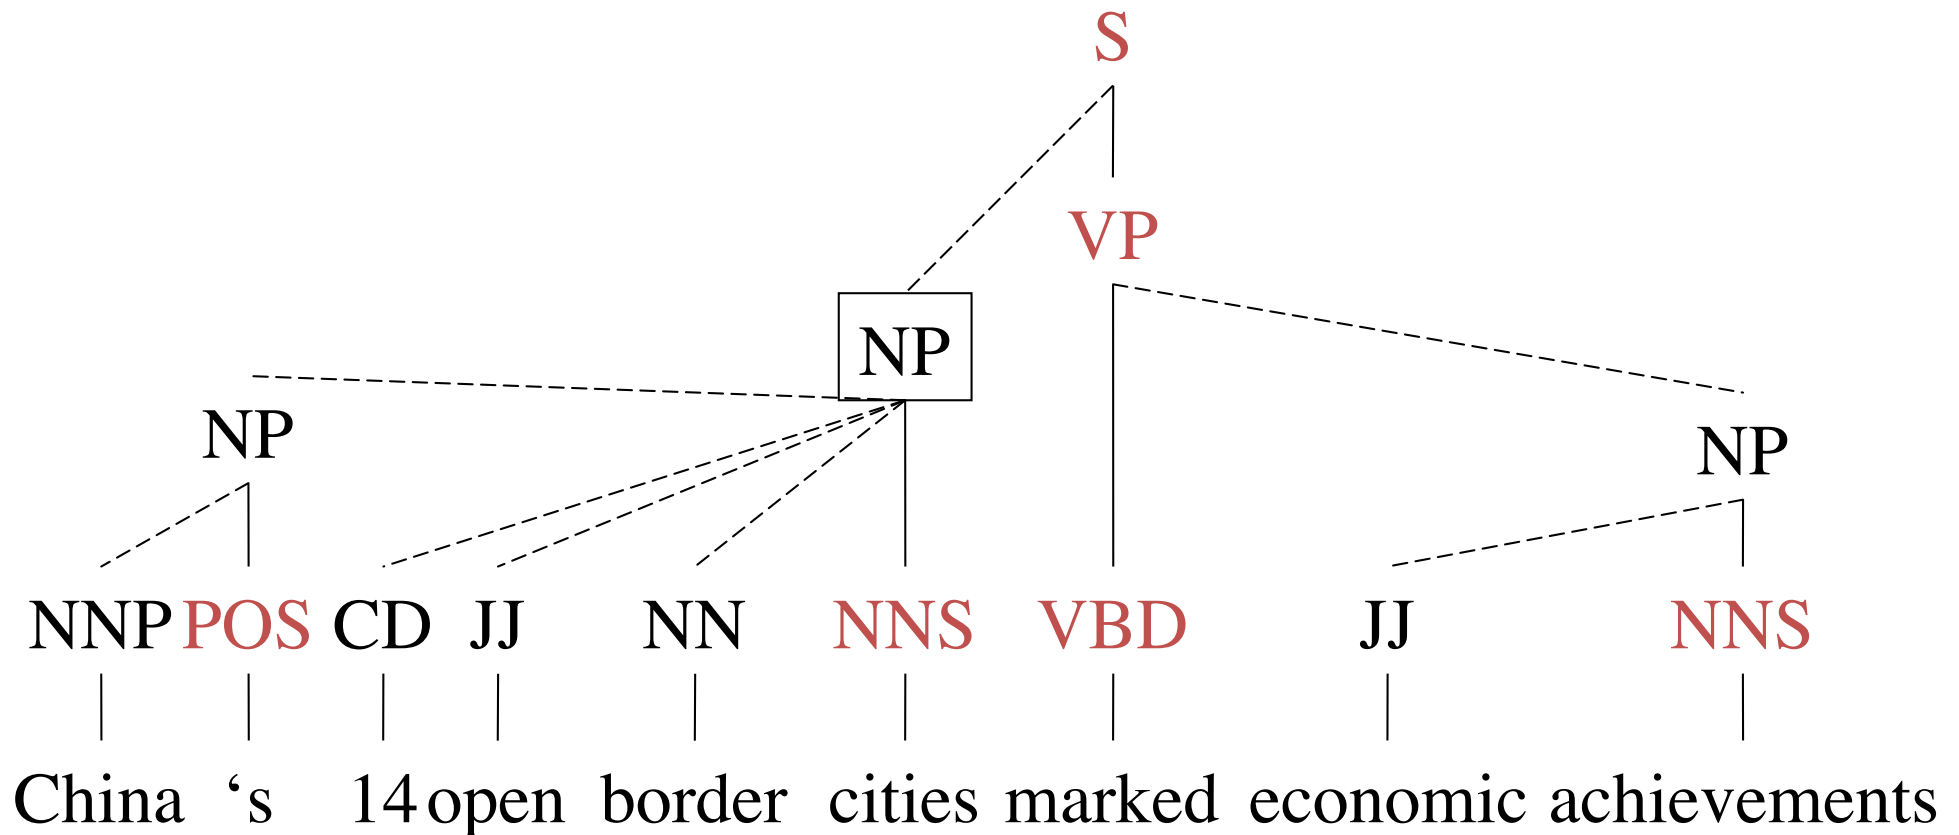 S
VP
NP
NP
NP
NNP POS CD JJ NN NNS VBD JJ NNS
China ‘s 14 open border cities marked economic achievements